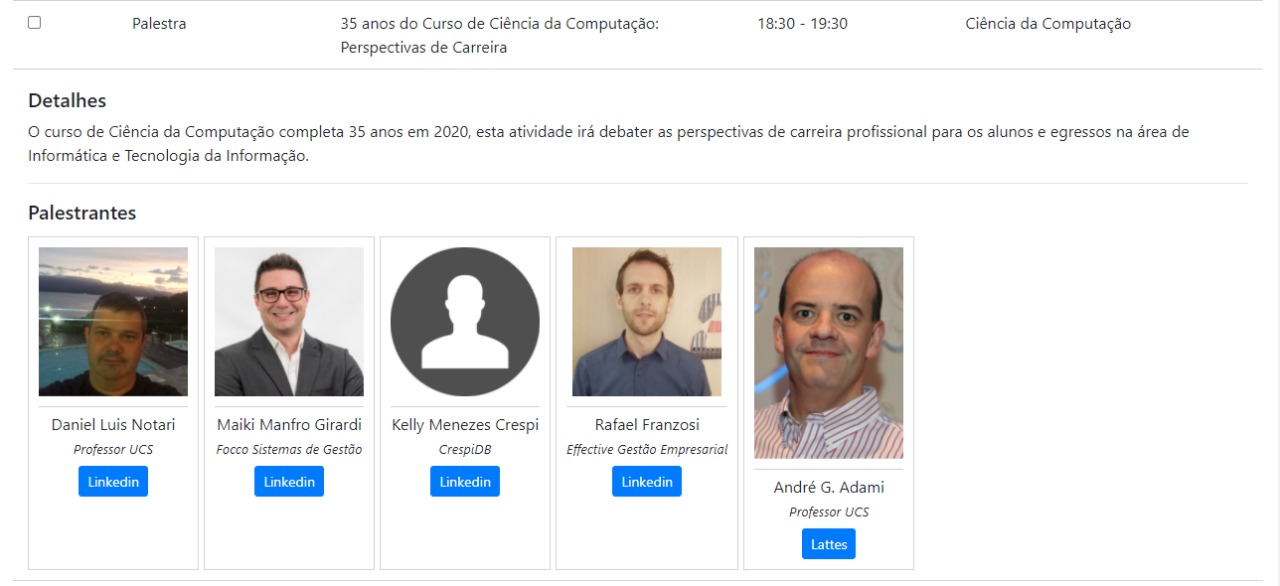 Palestra 35 anos do Curso de Ciência da Computação: 18:30 - 19:30 Ciência da Computação
Perspectivas de Carreira
Detalhes
O curso de Ciência da Computação completa 35 anos em 2020, esta atividade irá debater as perspectivas de carreira profissional para os alunos e egressos na área de
Informática e Tecnologia da Informação.
Palestrantes
Daniel Luis Notari
Professor UCS
Linkedin
Maiki Manfro Girardi
Focco Sistemas de Gestão
Linkedin
Kelly Menezes Crespi
CrespiDB
Linkedin
Rafael Franzosi
Effective Gestão Empresarial
Linkedin
André G. Adami
Professor UCS
Lattes